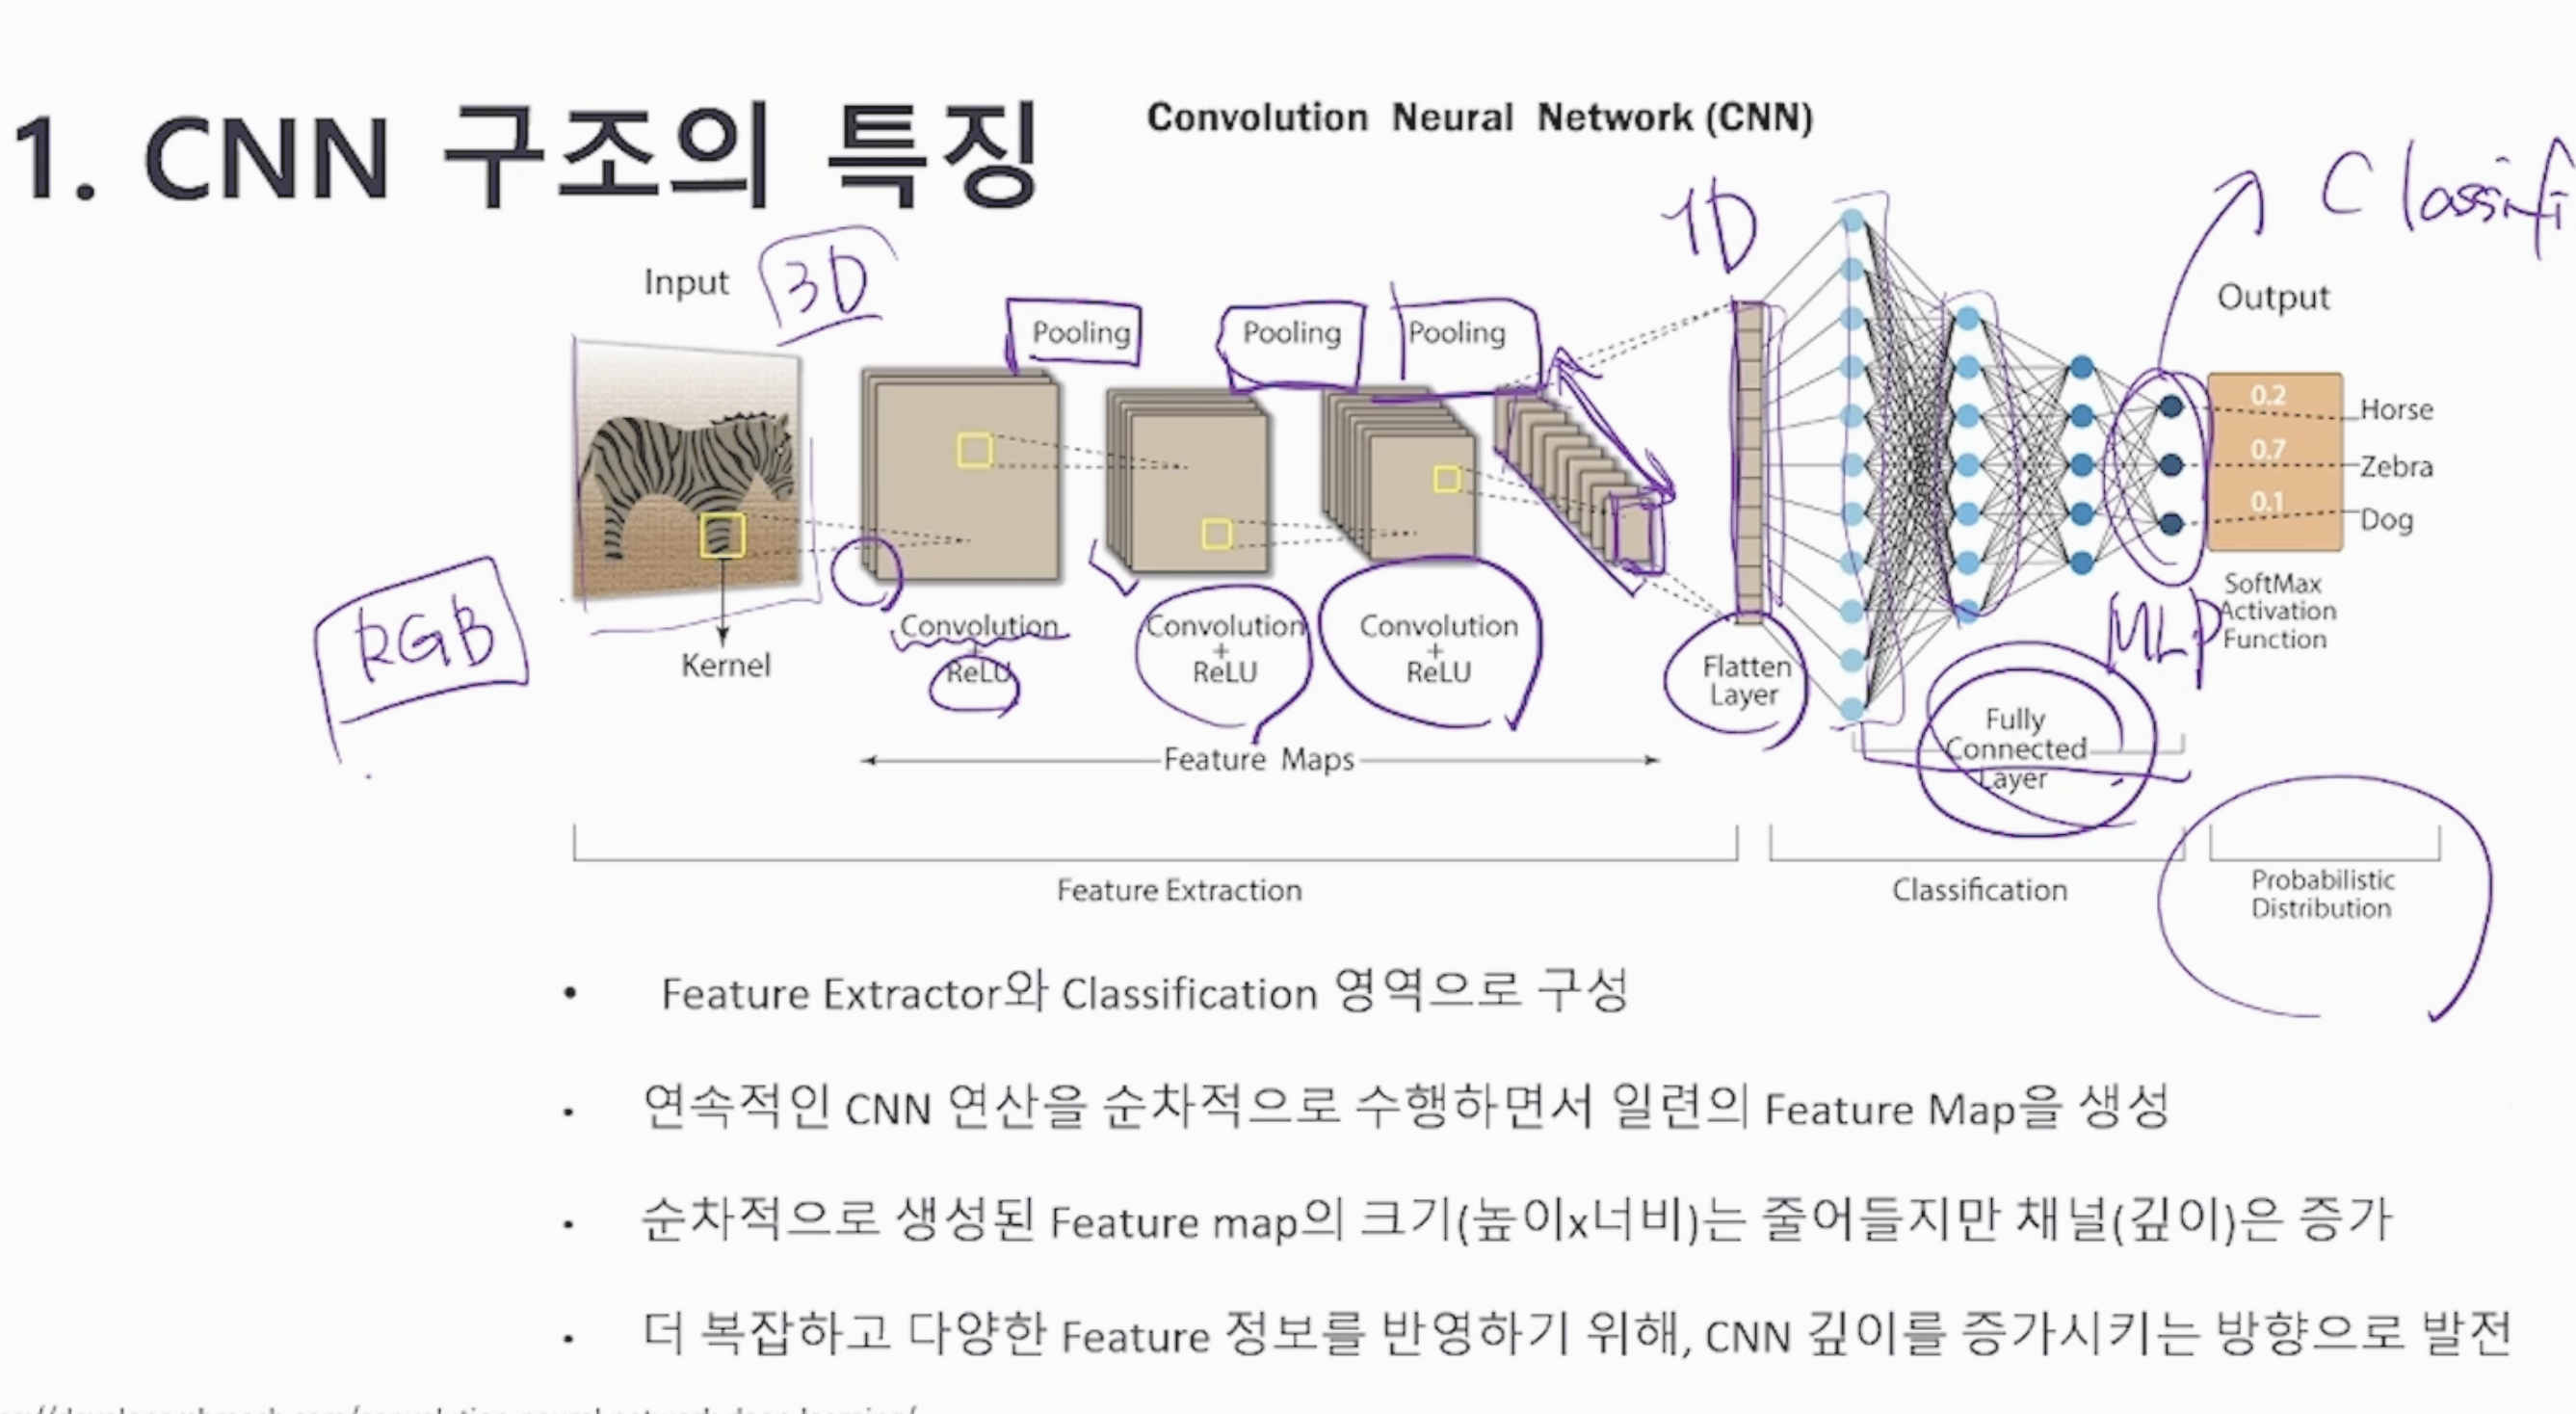 1. CNN 구조의 특징
Convolution Neural Network (CNN)
Input
3D
Pooling
Pooling
Pooling
1D
Classifi
Output
0.2
Horse
0.7
Zebra
0.1
Dog
RGB
Kernel
Convolution
+
ReLU
Convolution
+
ReLU
Convolution
+
ReLU
Flatten
Layer
MLP
SoftMax
Activation
Function
Fully
Connected
Layer
Feature Maps
Feature Extraction
Classification
Probabilistic
Distribution
• Feature Extractor와 Classification 영역으로 구성
• 연속적인 CNN 연산을 순차적으로 수행하면서 일련의 Feature Map을 생성
• 순차적으로 생성된 Feature map의 크기(높이x너비)는 줄어들지만 채널(깊이)은 증가
• 더 복잡하고 다양한 Feature 정보를 반영하기 위해, CNN 깊이를 증가시키는 방향으로 발전